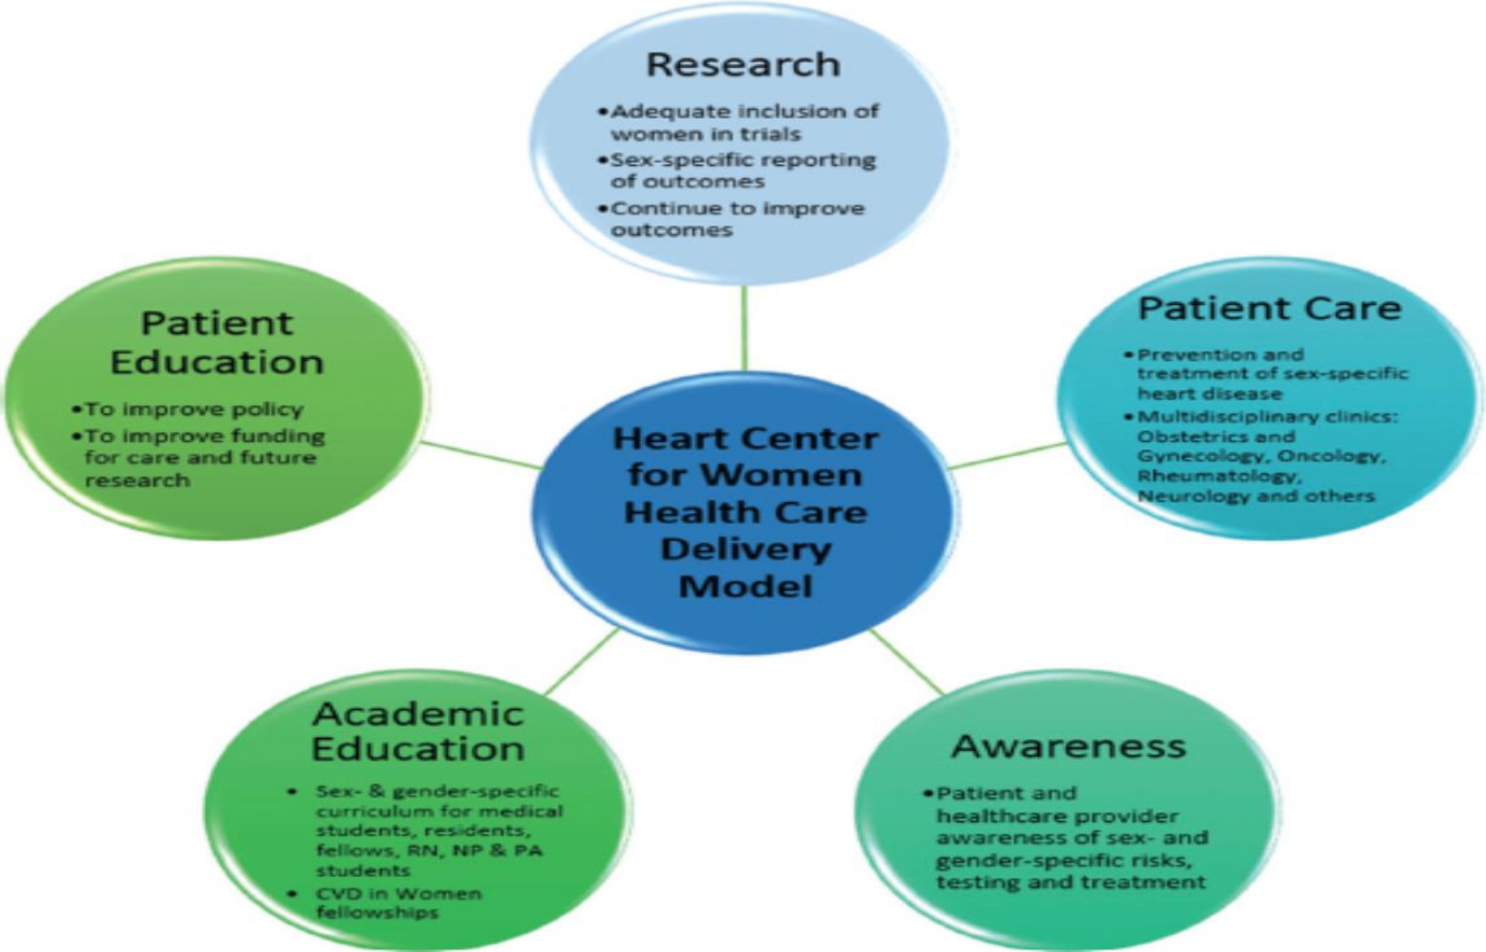 Research
•Adequate inclusion of
women in trials
•Sex-specific reporting
of outcomes
•Continue to improve
outcomes
Patient Care
•Prevention and
treatment of sex-specific
heart disease
•Multidisciplinary clinics:
Obstetrics and
Gynecology, Oncology,
Rheumatology,
Neurology and others
Awareness
•Patient and
healthcare provider
awareness of sex- and
gender-specific risks,
testing and treatment
Academic
Education
• Sex- & gender-specific
curriculum for medical
students, residents,
fellows, RN, NP & PA
students
• CVD in Women
fellowships
Patient
Education
•To improve policy
•To improve funding
for care and future
research
Heart Center
for Women
Health Care
Delivery
Model